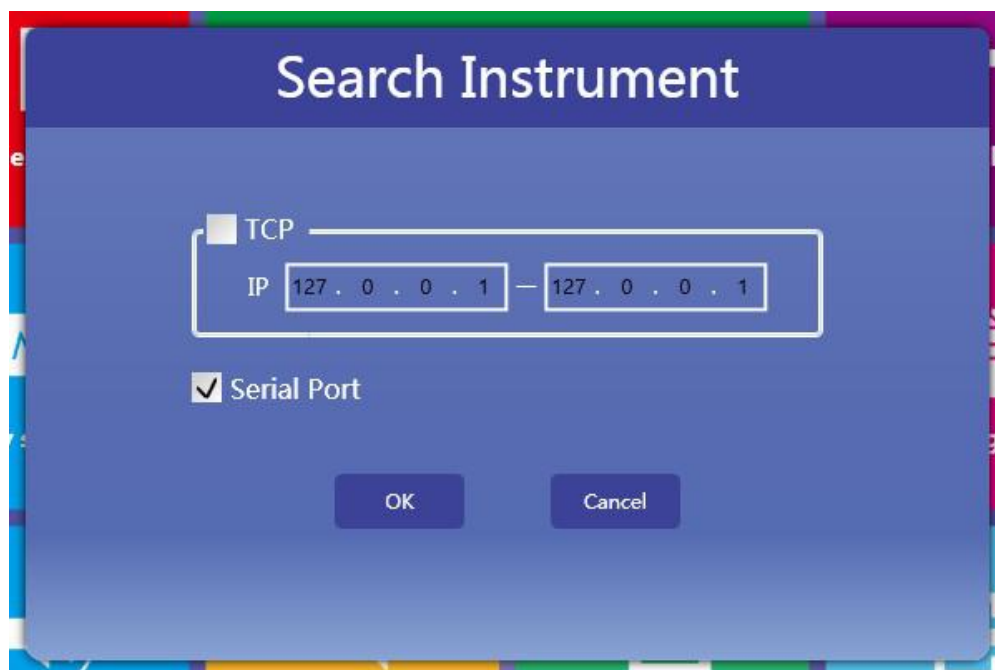 Search Instrument
TCP
IP 127 . 0 . 0 . 1 — 127 . 0 . 0 . 1
Serial Port
OK Cancel